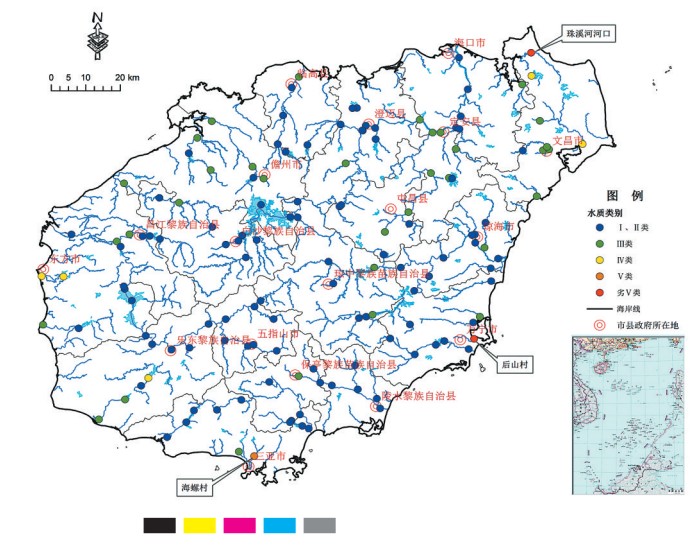 N
0 5 10 20 km
海口市
珠溪河河口
临高县
澄迈县
定安县
文昌市
儋州市
屯昌县
昌江黎族自治县
白沙黎族自治县
琼海市
东方市
琼中黎族苗族自治县
乐东黎族自治县
五指山市
万宁市
后山村
保亭黎族苗族自治县
陵水黎族自治县
三亚市
海螺村
图 例
水质类别
Ⅰ、Ⅱ类
Ⅲ类
Ⅳ类
Ⅴ类
劣Ⅴ类
海岸线
市县政府所在地